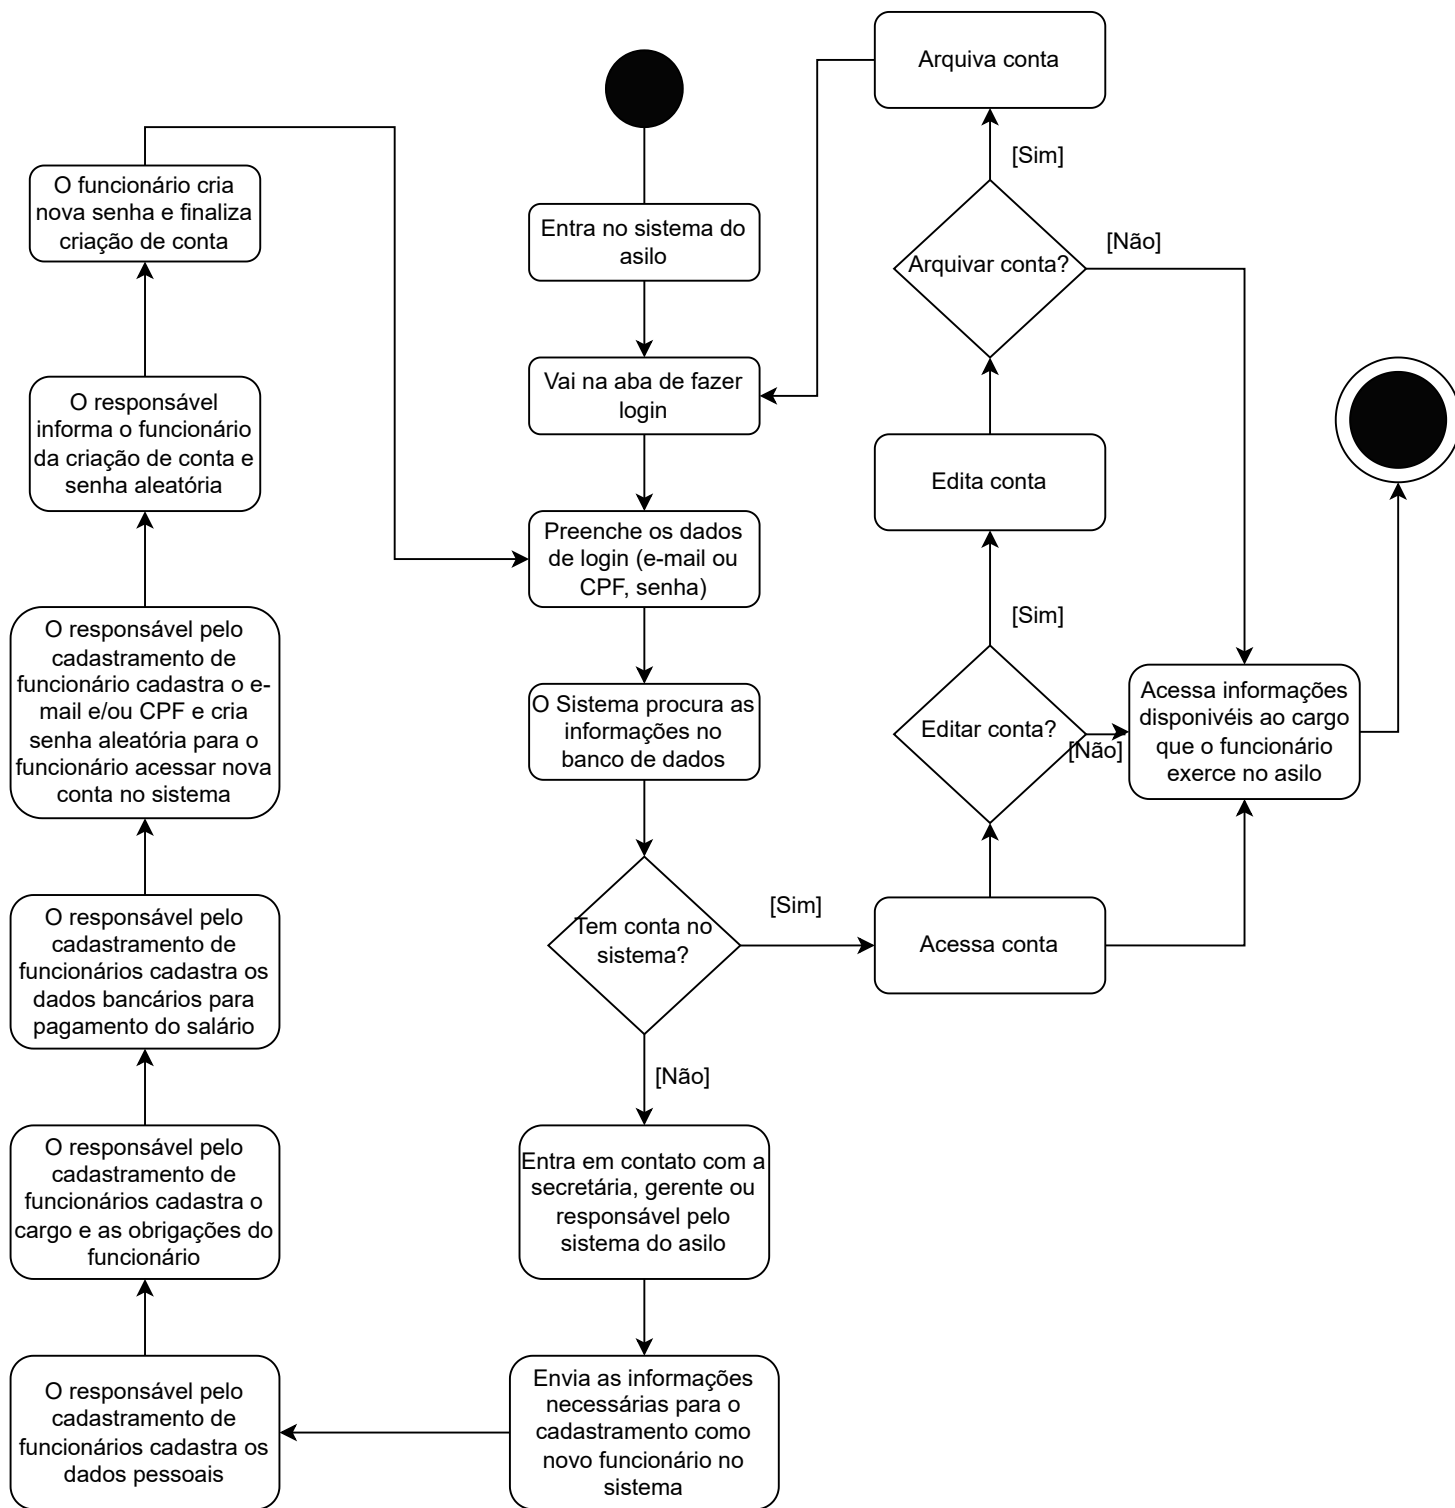 Arquiva conta
[Sim]
Arquivar conta?
[Não]
O funcionário cria
nova senha e finaliza
criação de conta
Entra no sistema do
asilo
Vai na aba de fazer
login
O responsável
informa o funcionário
da criação de conta e
senha aleatória
Edita conta
Preenche os dados
de login (e-mail ou
CPF, senha)
[Sim]
O responsável pelo
cadastramento de
funcionário cadastra o e-
mail e/ou CPF e cria
senha aleatória para o
funcionário acessar nova
conta no sistema
O Sistema procura as
informações no
banco de dados
Editar conta?
[Não]
Acessa informações
disponivéis ao cargo
que o funcionário
exerce no asilo
O responsável pelo
cadastramento de
funcionários cadastra os
dados bancários para
pagamento do salário
Tem conta no
sistema?
[Sim]
Acessa conta
[Não]
O responsável pelo
cadastramento de
funcionários cadastra o
cargo e as obrigações do
funcionário
Entra em contato com a
secretária, gerente ou
responsável pelo
sistema do asilo
O responsável pelo
cadastramento de
funcionários cadastra os
dados pessoais
Envia as informações
necessárias para o
cadastramento como
novo funcionário no
sistema